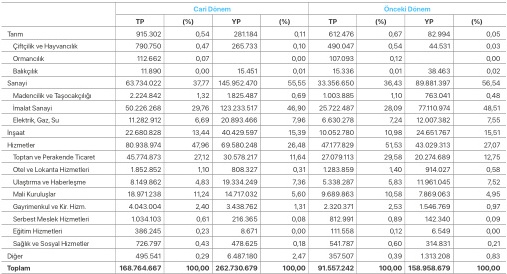 Cari Dönem Önceki Dönem
TP (%) YP (%) TP (%) YP (%)
Tarım 915.302 0,54 281.184 0,11 612.476 0,67 82.994 0,05
Çiftçilik ve Hayvancılık 790.750 0,47 265.733 0,10 490.047 0,54 44.531 0,03
Ormancılık 112.662 0,07 0,00 107.093 0,12 0,00
Balıkçılık 11.890 0,00 15.451 0,01 15.336 0,01 38.463 0,02
Sanayi 63.734.022 37,77 145.952.470 55,55 33.356.650 36,43 89.881.397 56,54
Madencilik ve Taşocakçılığı 2.224.842 1,32 1.825.487 0,69 1.003.885 1,10 763.041 0,48
İmalat Sanayi 50.226.268 29,76 123.233.517 46,90 25.722.487 28,09 77.110.974 48,51
Elektrik, Gaz, Su 11.282.912 6,69 20.893.466 7,96 6.630.278 7,24 12.007.382 7,55
İnşaat 22.680.828 13,44 40.429.597 15,39 10.052.780 10,98 24.651.767 15,51
Hizmetler 80.938.974 47,96 69.580.248 26,48 47.177.829 51,53 43.029.313 27,07
Toptan ve Perakende Ticaret 45.774.873 27,12 30.578.217 11,64 27.079.113 29,58 20.274.689 12,75
Otel ve Lokanta Hizmetleri 1.852.852 1,10 808.327 0,31 1.283.859 1,40 914.027 0,58
Ulaştırma ve Haberleşme 8.149.862 4,83 19.334.249 7,36 5.338.287 5,83 11.961.045 7,52
Mali Kuruluşlar 18.971.238 11,24 14.717.032 5,60 9.689.863 10,58 7.869.063 4,95
Gayrimenkul ve Kir. Hizm. 4.043.004 2,40 3.438.762 1,31 2.320.371 2,53 1.546.769 0,97
Serbest Meslek Hizmetleri 1.034.103 0,61 216.365 0,08 812.991 0,89 142.340 0,09
Eğitim Hizmetleri 386.245 0,23 8.671 0,00 111.558 0,12 6.549 0,00
Sağlık ve Sosyal Hizmetler 726.797 0,43 478.625 0,18 541.787 0,60 314.831 0,21
Diğer 495.541 0,29 6.487.180 2,47 357.507 0,39 1.313.208 0,83
Toplam 168.764.667 100,00 262.730.679 100,00 91.557.242 100,00 158.958.679 100,00